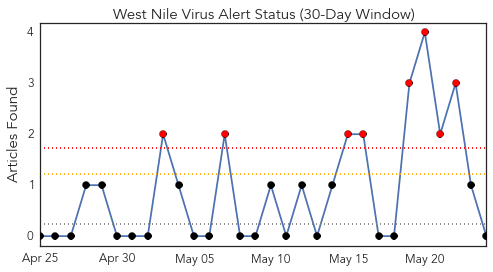 West Nile Virus Alert Status (30-Day Window)
Articles Found
4
3
2
1
0
Apr 25 Apr 30 May 05 May 10 May 15 May 20